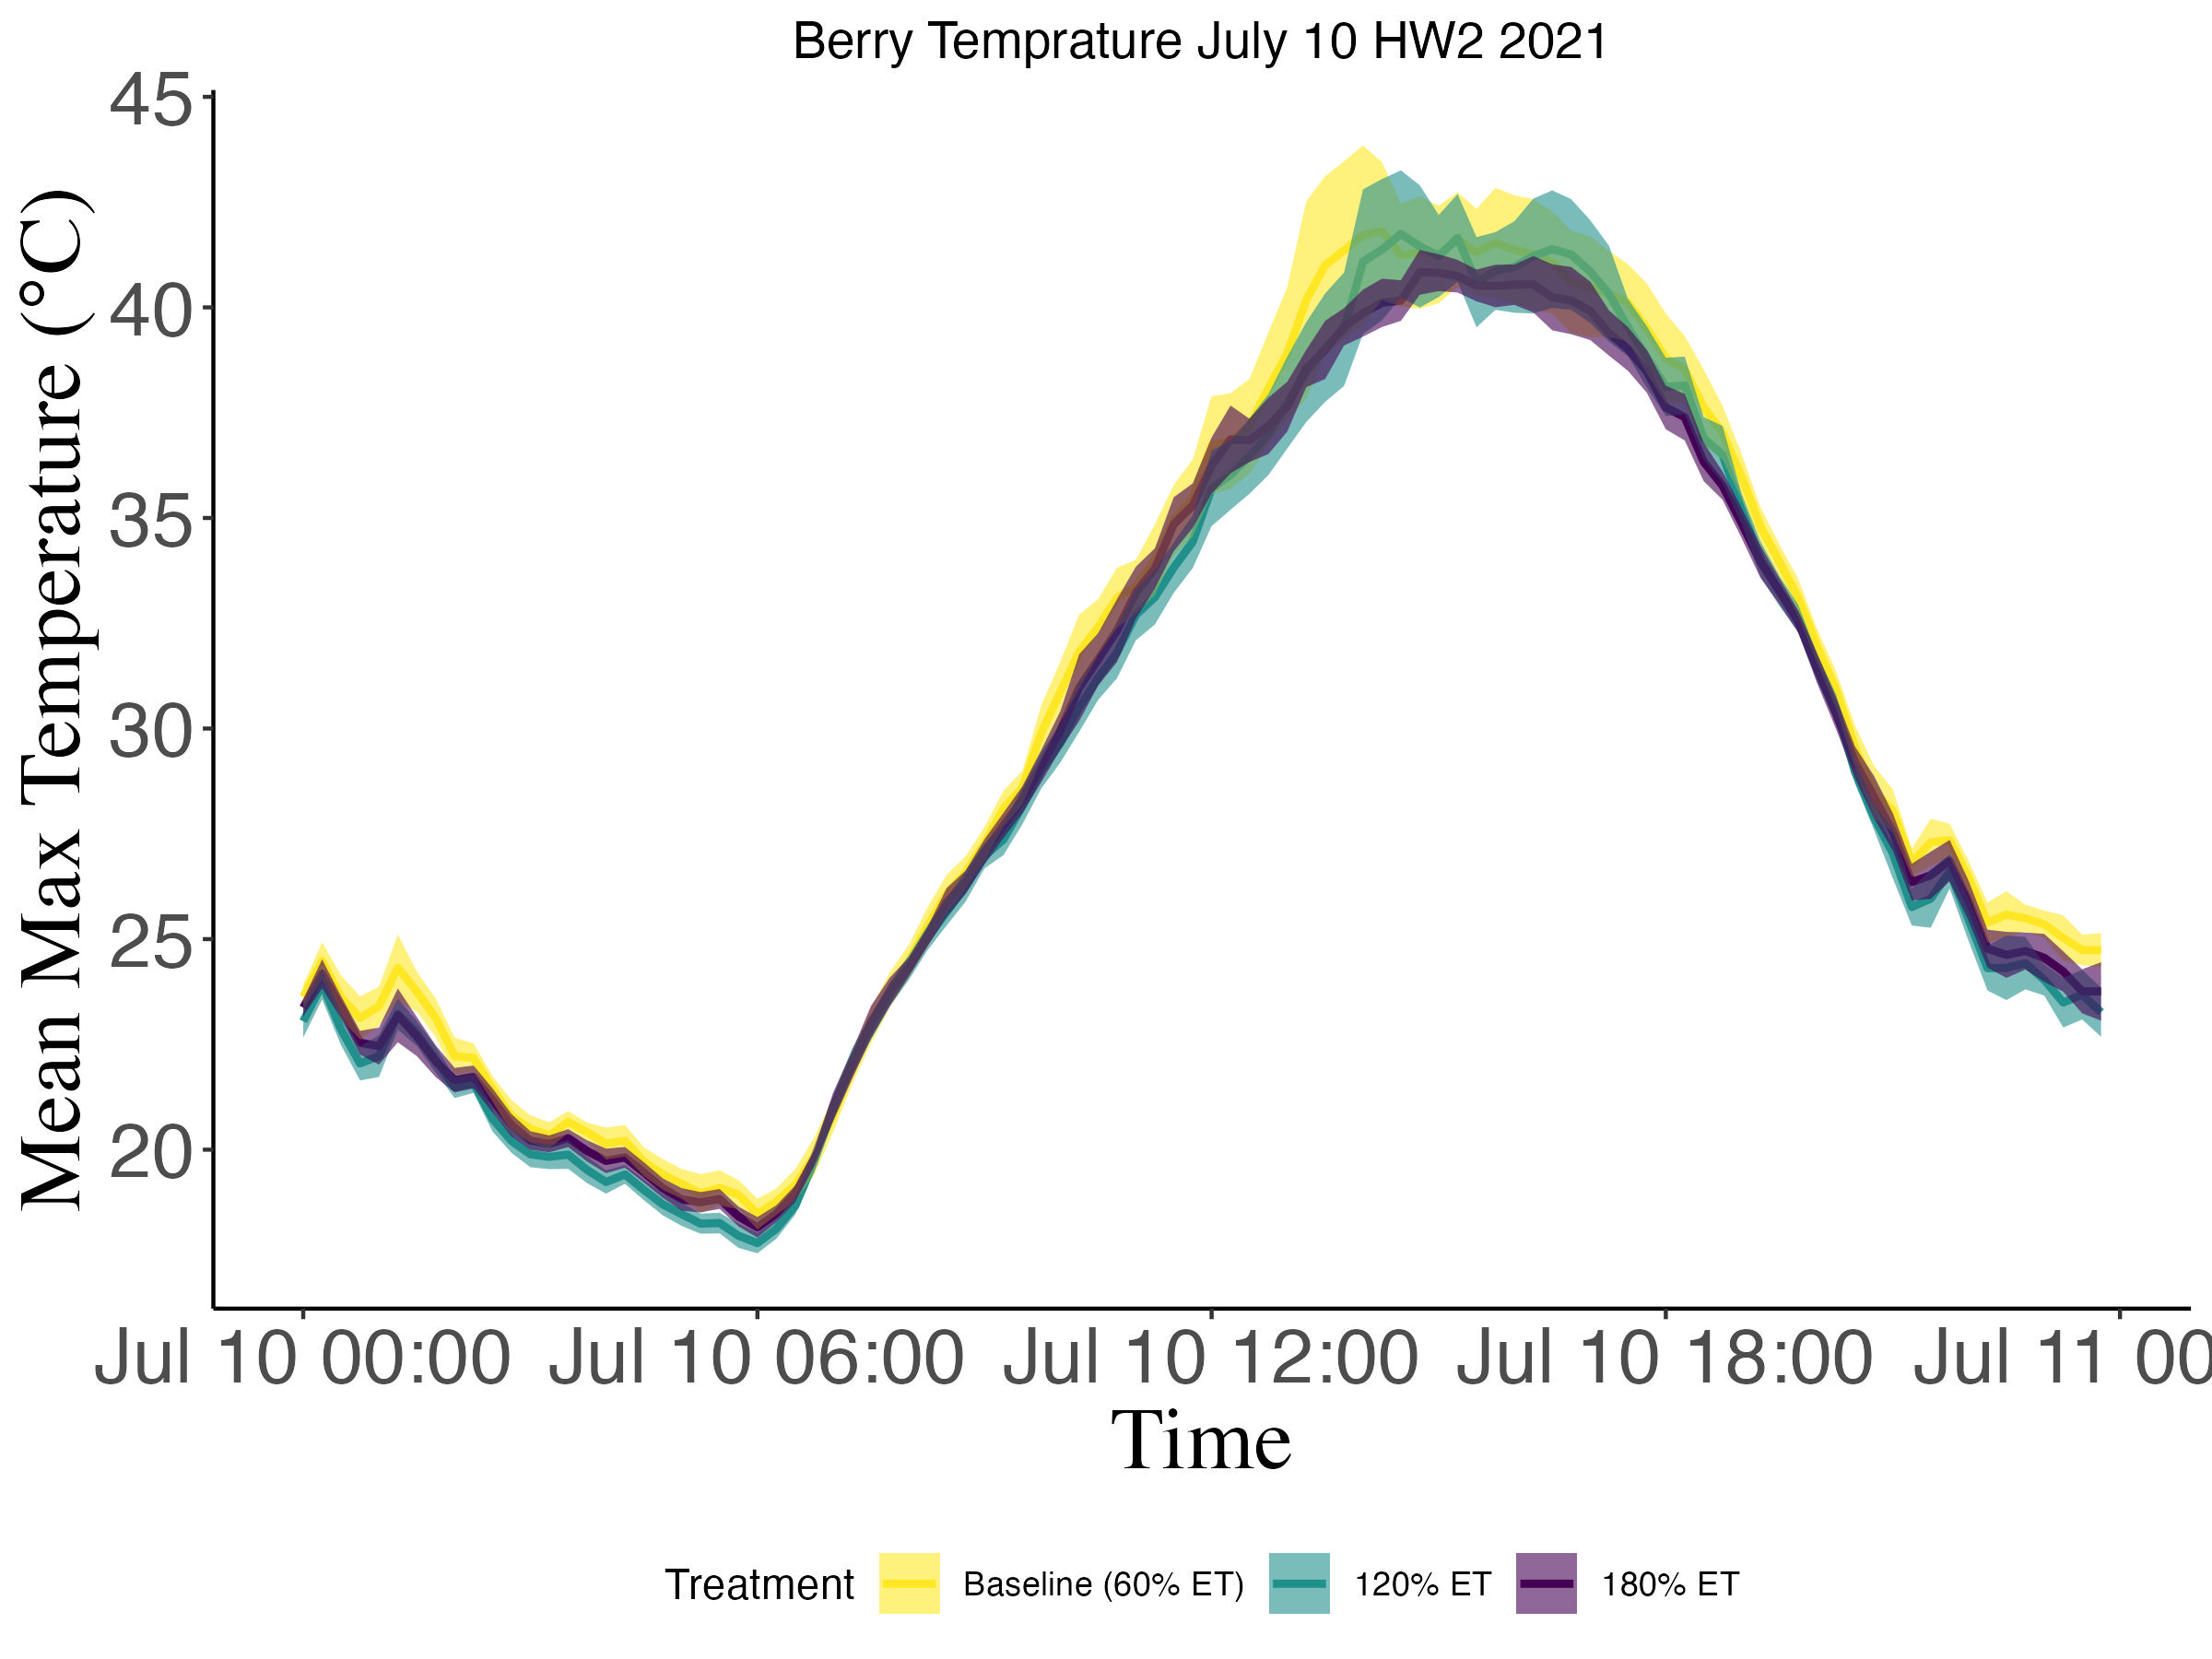 Berry Temprature July 10 HW2 2021
Mean Max Temperature (°C)
45
40
35
30
25
20
Jul 10 00:00 Jul 10 06:00 Jul 10 12:00 Jul 10 18:00 Jul 11 00
Time
Treatment Baseline (60% ET) 120% ET 180% ET